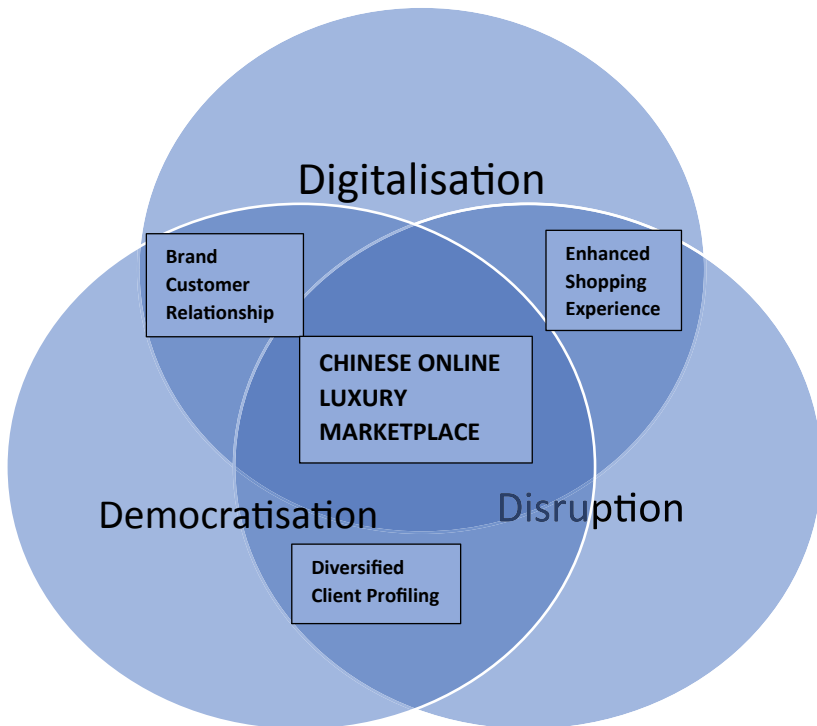 Digitalisation
Brand
Customer
Relationship
Enhanced
Shopping
Experience
CHINESE ONLINE
LUXURY
MARKETPLACE
Democratisation
Disruption
Diversified
Client Profiling